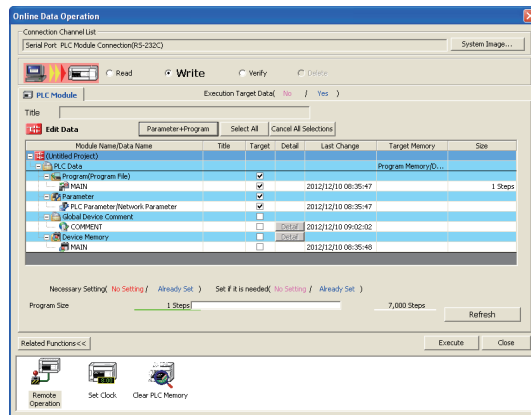 Online Data Operation
Connection Channel List
Serial Port PLC Module Connection(RS-232C)
System Image...
Read Write Verify Delete
PLC Module
Execution Target Data( No / Yes )
Title
Edit Data
Parameter+Program
Select All
Cancel All Selections
Module Name/Data Name Title Target Detail Last Change Target Memory Size
(Untitled Project)
PLC Data Program Memory/D...
Program(Program File)
MAIN 2012/12/10 08:35:47 1 Steps
Parameter
PLC Parameter/Network Parameter 2012/12/10 08:35:47
Global Device Comment
COMMENT Detail 2012/12/10 09:02:02
Device Memory Detail
MAIN 2012/12/10 08:35:48
Necessary Setting( No Setting / Already Set ) Set if it is needed( No Setting / Already Set )
Program Size 1 Steps 7,000 Steps
Refresh
Related Functions<<
Execute
Close
Remote Operation
Set Clock
Clear PLC Memory